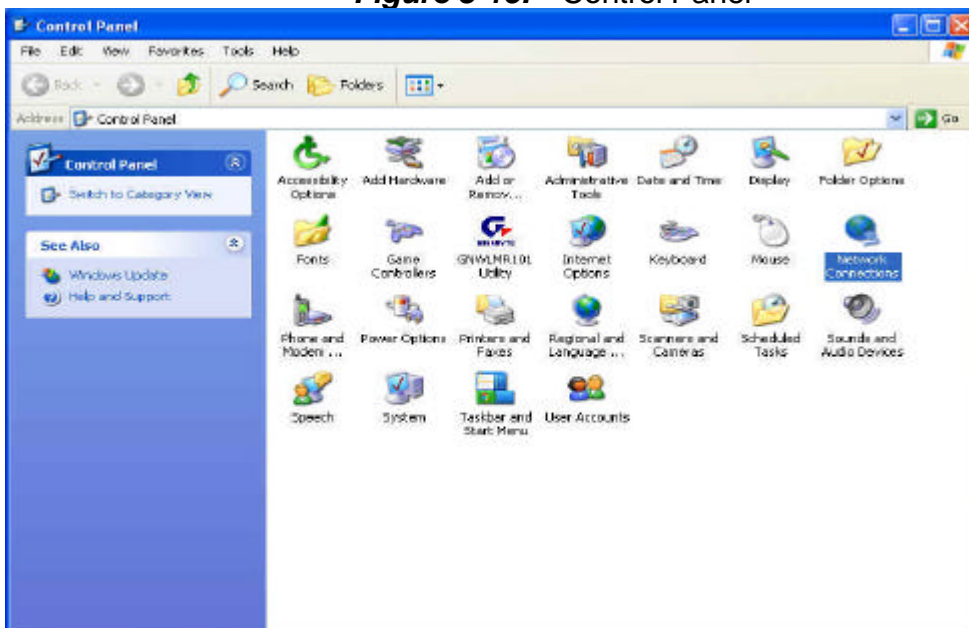 Control Panel
Control Panel
File Edit View Favorites Tools Help
Back Search Folders
Address Control Panel Go
Control Panel
Switch to Category View
See Also
Windows Update
Help and Support
Accessibility Options
Add Hardware
Add or Remov...
Administrative Tools
Date and Time
Display
Folder Options
Fonts
Game Controllers
GIGABYTE
GNWLMR101 Utility
Internet Options
Keyboard
Mouse
Network Connections
Phone and Modem ...
Power Options
Printers and Faxes
Regional and Language ...
Scanners and Cameras
Scheduled Tasks
Sounds and Audio Devices
Speech
System
Taskbar and Start Menu
User Accounts